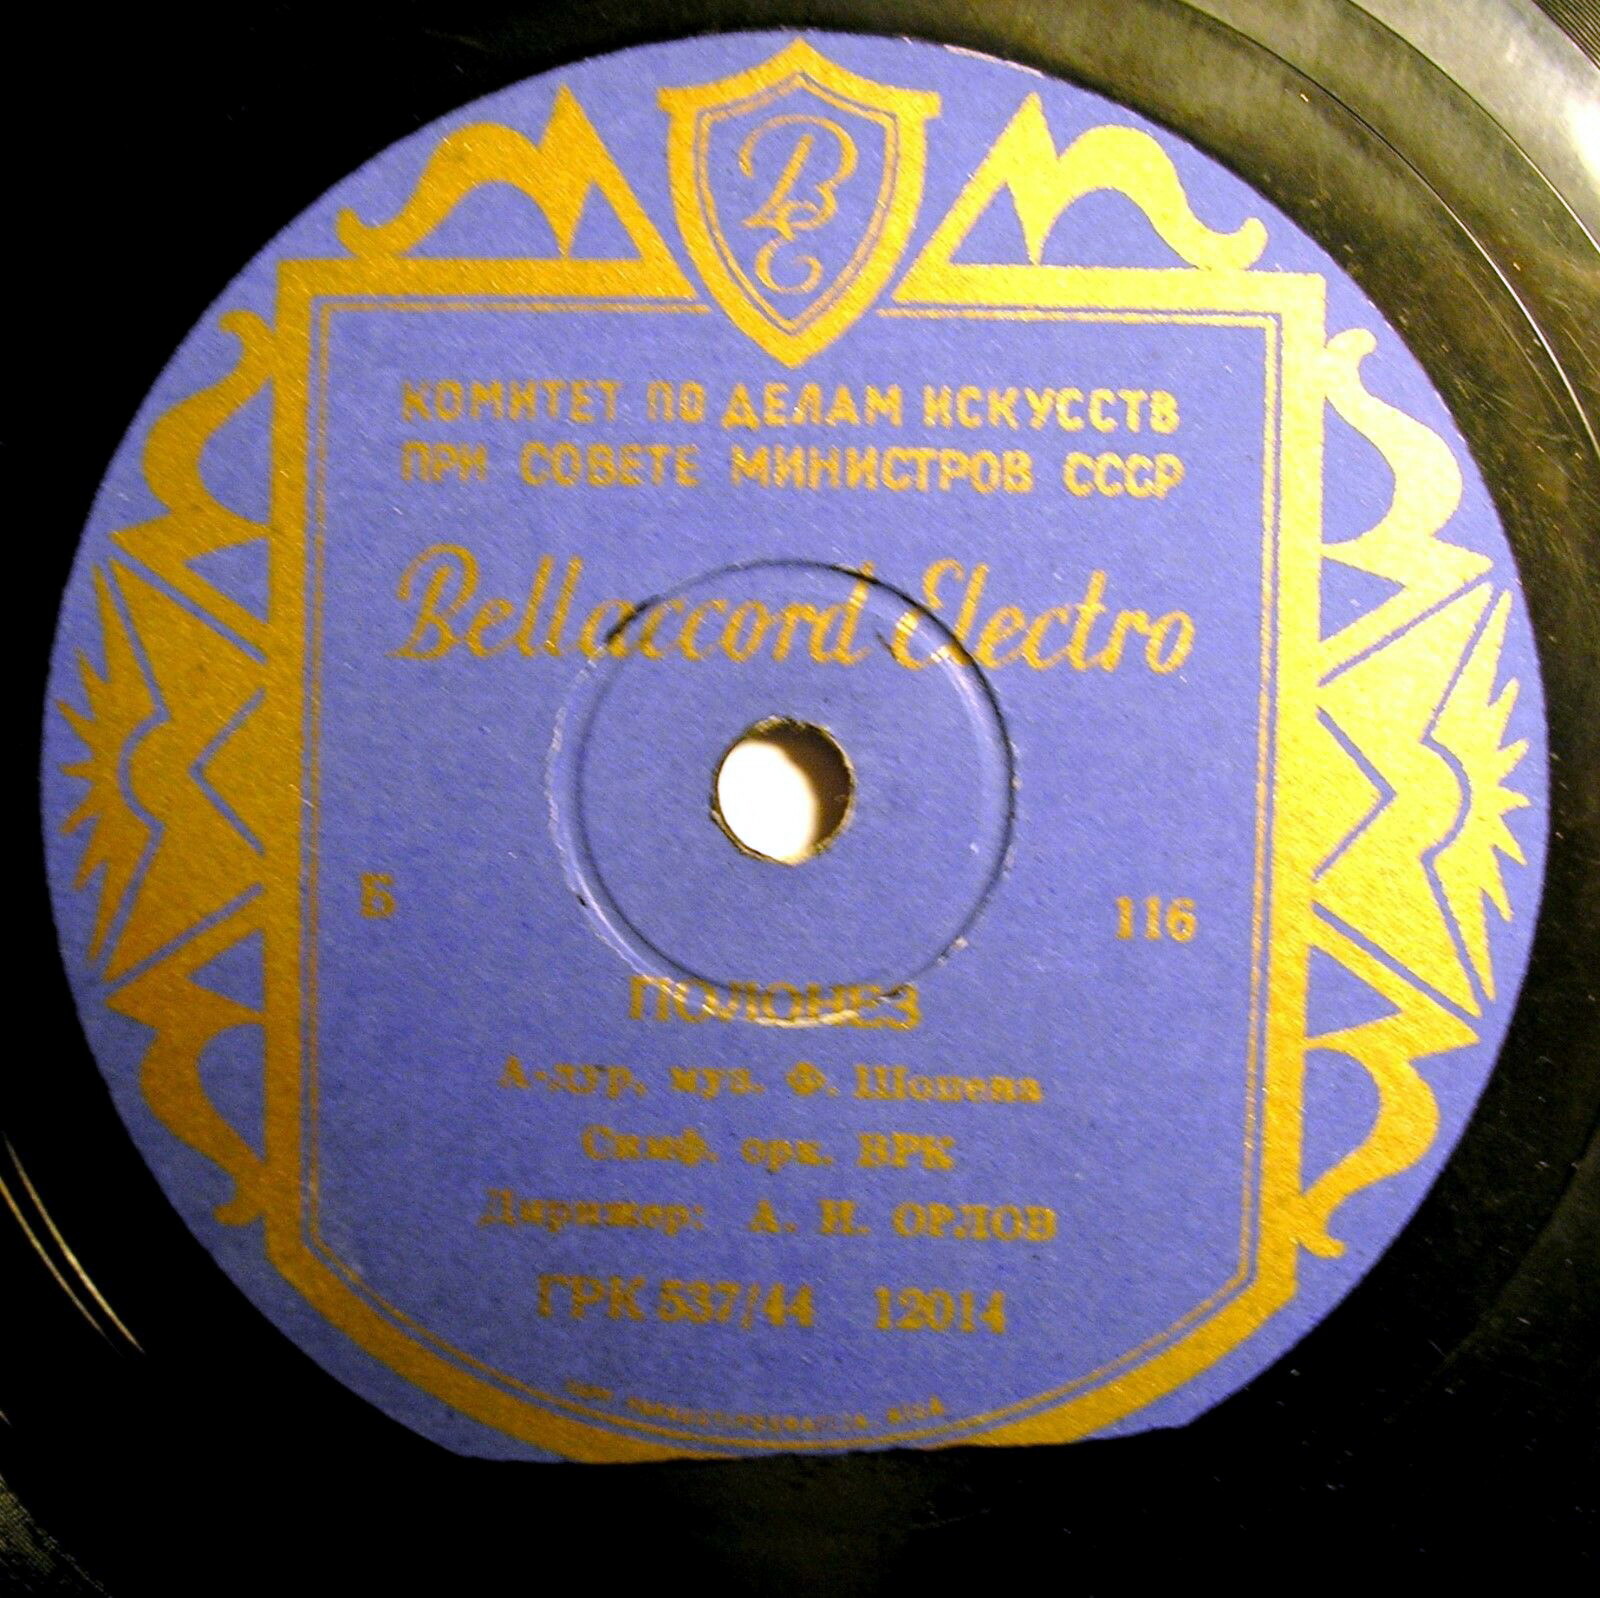 BE
КОМИТЕТ ПО ДЕЛАМ ИСКУССТВ
ПРИ СОВЕТЕ МИНИСТРОВ СССР
Bellaccord Electro
Б 116
ПОЛОНЕЗ
А-дур, муз. Ф. Шопена
Симф. орк. ВРК
Дирижер: А. И. ОРЛОВ
ГРК 537/44 12014